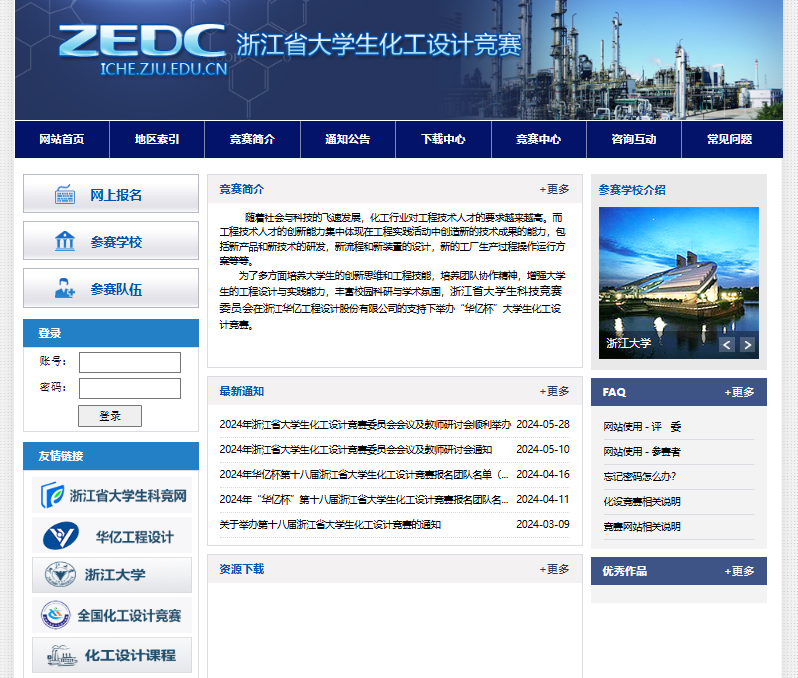 ZEDC 浙江省大学生化工设计竞赛
ICHE.ZJU.EDU.CN
网站首页 地区索引 竞赛简介 通知公告 下载中心 竞赛中心 咨询互动 常见问题
网上报名
参赛学校
参赛队伍
登录
账号：
密码：
登录
友情链接
浙江省大学生科竞网
华亿工程设计
浙江大学
全国化工设计竞赛
化工设计课程
竞赛简介 +更多
随着社会与科技的飞速发展，化工行业对工程技术人才的要求越来越高。而
工程技术人才的创新能力集中体现在工程实践活动中创造新的技术成果的能力，包
括新产品和新技术的研发，新流程和新装置的设计，新的工厂生产过程操作运行方
案等等。
为了多方面培养大学生的创新思维和工程技能，培养团队协作精神，增强大学
生的工程设计与实践能力，丰富校园科研与学术氛围，浙江省大学生科技竞赛
委员会在浙江华亿工程设计股份有限公司的支持下举办“华亿杯”大学生化工设
计竞赛。
最新通知 +更多
2024年浙江省大学生化工设计竞赛委员会会议及教师研讨会顺利举办 2024-05-28
2024年浙江省大学生化工设计竞赛委员会会议及教师研讨会通知 2024-05-10
2024年华亿杯第十八届浙江省大学生化工设计竞赛报名团队名单（... 2024-04-16
2024年“华亿杯”第十八届浙江省大学生化工设计竞赛报名团队名... 2024-04-11
关于举办第十八届浙江省大学生化工设计竞赛的通知 2024-03-09
资源下载 +更多
参赛学校介绍
浙江大学 < >
FAQ +更多
网站使用 - 评 委
网站使用 - 参赛者
忘记密码怎么办?
化设竞赛相关说明
竞赛网站相关说明
优秀作品 +更多